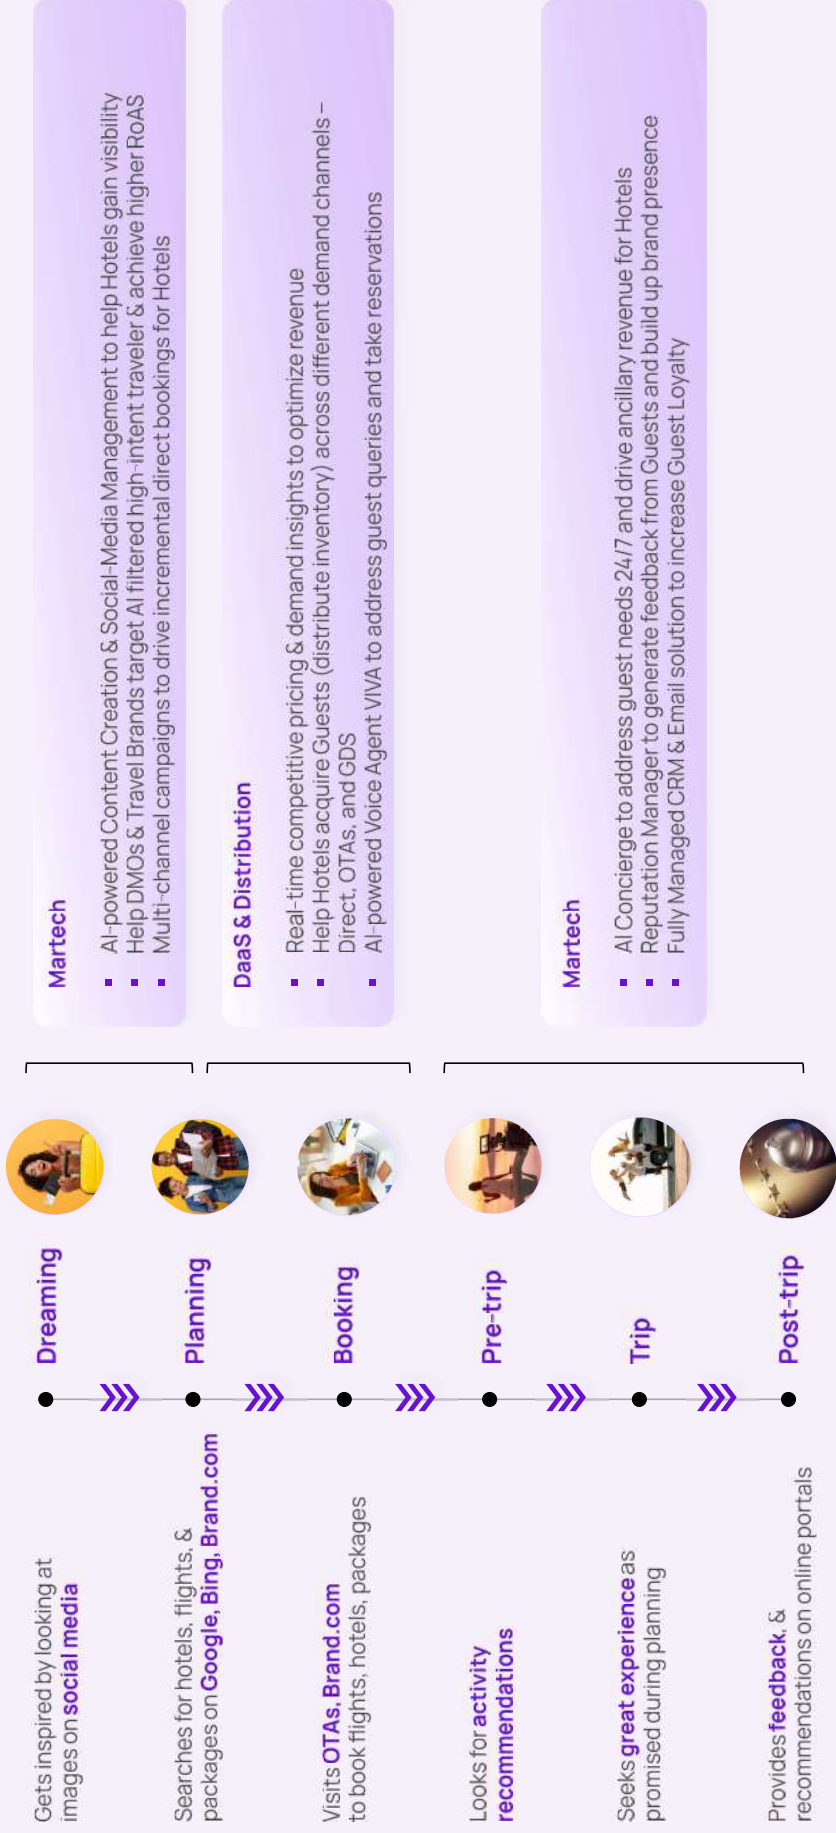 Gets inspired by looking at
images on social media
Dreaming
Searches for hotels, flights, &
packages on Google, Bing, Brand.com
Planning
Visits OTAs, Brand.com
to book flights, hotels, packages
Booking
Looks for activity
recommendations
Pre-trip
Seeks great experience as
promised during planning
Trip
Provides feedback, &
recommendations on online portals
Post-trip
Martech
AI-powered Content Creation & Social-Media Management to help Hotels gain visibility
Help DMOs & Travel Brands target AI filtered high-intent traveler & achieve higher RoAS
Multi-channel campaigns to drive incremental direct bookings for Hotels
DaaS & Distribution
Real-time competitive pricing & demand insights to optimize revenue
Help Hotels acquire Guests (distribute inventory) across different demand channels –
Direct, OTAs, and GDS
AI-powered Voice Agent VIVA to address guest queries and take reservations
Martech
AI Concierge to address guest needs 24/7 and drive ancillary revenue for Hotels
Reputation Manager to generate feedback from Guests and build up brand presence
Fully Managed CRM & Email solution to increase Guest Loyalty